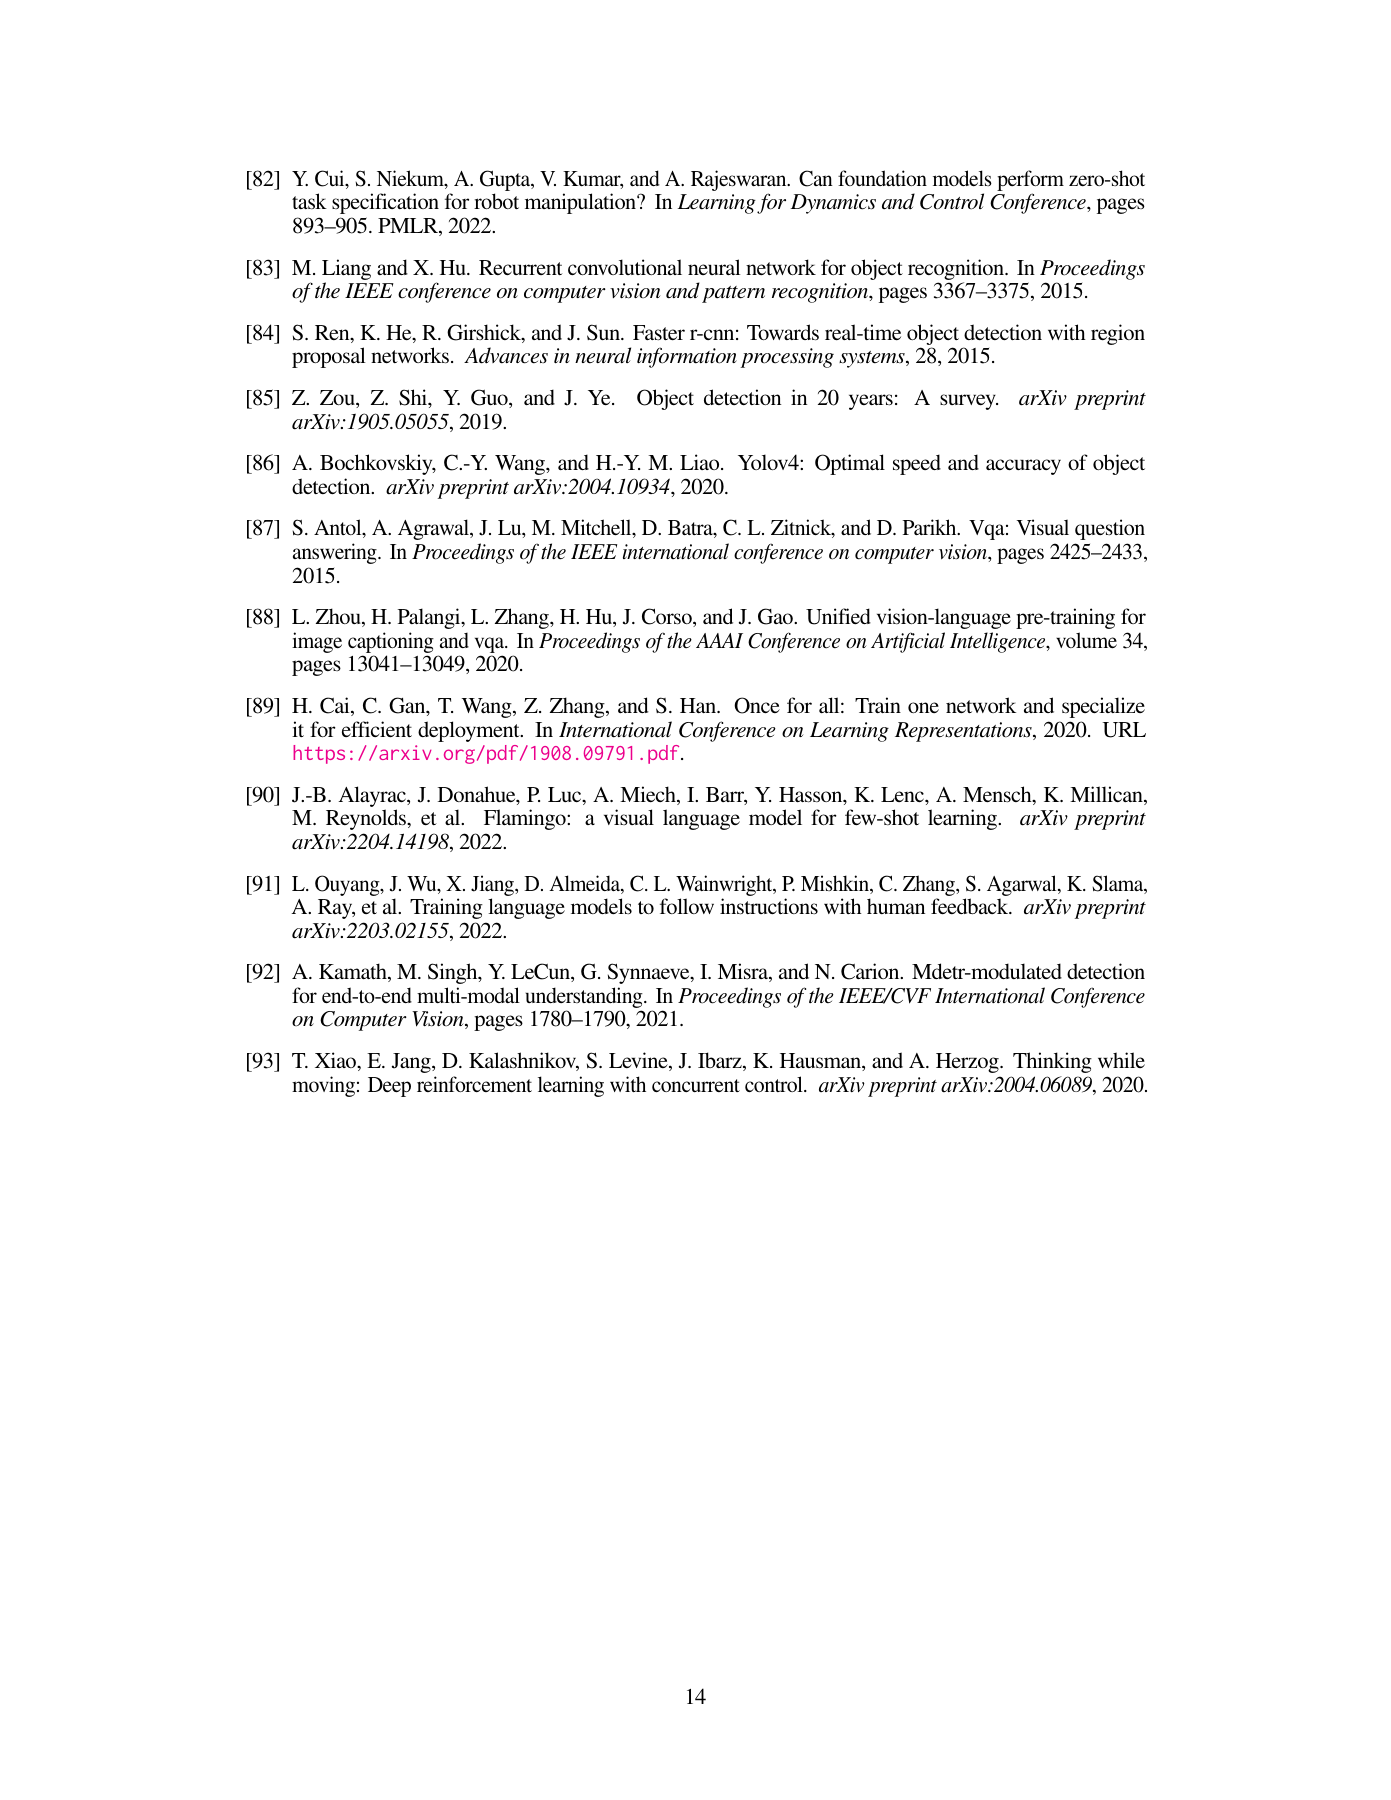 [82] Y. Cui, S. Niekum, A. Gupta, V. Kumar, and A. Rajeswaran. Can foundation models perform zero-shot
task specification for robot manipulation? In Learning for Dynamics and Control Conference, pages
893–905. PMLR, 2022.
[83] M. Liang and X. Hu. Recurrent convolutional neural network for object recognition. In Proceedings
of the IEEE conference on computer vision and pattern recognition, pages 3367–3375, 2015.
[84] S. Ren, K. He, R. Girshick, and J. Sun. Faster r-cnn: Towards real-time object detection with region
proposal networks. Advances in neural information processing systems, 28, 2015.
[85] Z. Zou, Z. Shi, Y. Guo, and J. Ye. Object detection in 20 years: A survey. arXiv preprint
arXiv:1905.05055, 2019.
[86] A. Bochkovskiy, C.-Y. Wang, and H.-Y. M. Liao. Yolov4: Optimal speed and accuracy of object
detection. arXiv preprint arXiv:2004.10934, 2020.
[87] S. Antol, A. Agrawal, J. Lu, M. Mitchell, D. Batra, C. L. Zitnick, and D. Parikh. Vqa: Visual question
answering. In Proceedings of the IEEE international conference on computer vision, pages 2425–2433,
2015.
[88] L. Zhou, H. Palangi, L. Zhang, H. Hu, J. Corso, and J. Gao. Unified vision-language pre-training for
image captioning and vqa. In Proceedings of the AAAI Conference on Artificial Intelligence, volume 34,
pages 13041–13049, 2020.
[89] H. Cai, C. Gan, T. Wang, Z. Zhang, and S. Han. Once for all: Train one network and specialize
it for efficient deployment. In International Conference on Learning Representations, 2020. URL
https://arxiv.org/pdf/1908.09791.pdf.
[90] J.-B. Alayrac, J. Donahue, P. Luc, A. Miech, I. Barr, Y. Hasson, K. Lenc, A. Mensch, K. Millican,
M. Reynolds, et al. Flamingo: a visual language model for few-shot learning. arXiv preprint
arXiv:2204.14198, 2022.
[91] L. Ouyang, J. Wu, X. Jiang, D. Almeida, C. L. Wainwright, P. Mishkin, C. Zhang, S. Agarwal, K. Slama,
A. Ray, et al. Training language models to follow instructions with human feedback. arXiv preprint
arXiv:2203.02155, 2022.
[92] A. Kamath, M. Singh, Y. LeCun, G. Synnaeve, I. Misra, and N. Carion. Mdetr-modulated detection
for end-to-end multi-modal understanding. In Proceedings of the IEEE/CVF International Conference
on Computer Vision, pages 1780–1790, 2021.
[93] T. Xiao, E. Jang, D. Kalashnikov, S. Levine, J. Ibarz, K. Hausman, and A. Herzog. Thinking while
moving: Deep reinforcement learning with concurrent control. arXiv preprint arXiv:2004.06089, 2020.
14